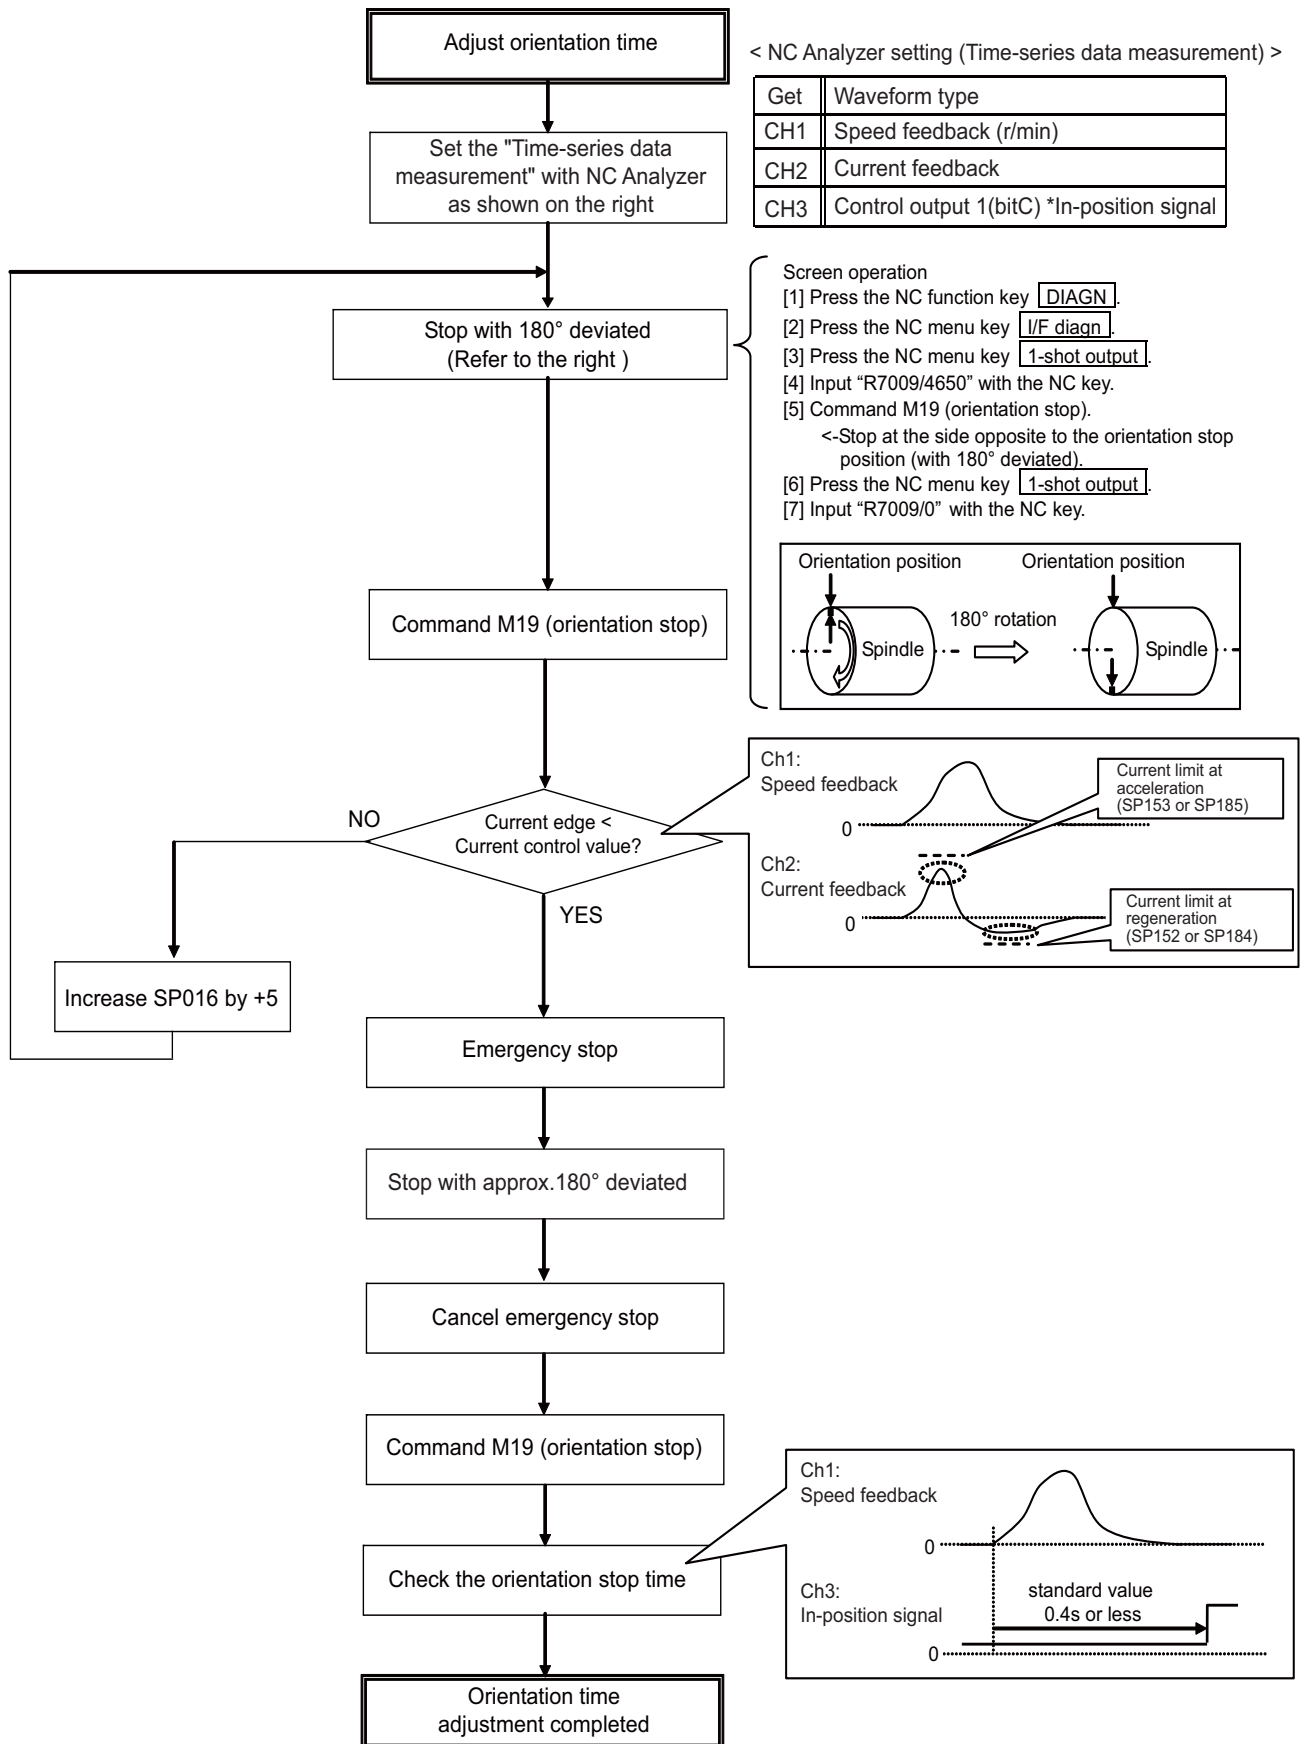 Adjust orientation time
< NC Analyzer setting (Time-series data measurement) >
Get Waveform type
CH1 Speed feedback (r/min)
CH2 Current feedback
CH3 Control output 1(bitC) *In-position signal
Set the "Time-series data
measurement" with NC Analyzer
as shown on the right
Stop with 180° deviated
(Refer to the right )
Screen operation
[1] Press the NC function key DIAGN .
[2] Press the NC menu key I/F diagn .
[3] Press the NC menu key 1-shot output .
[4] Input “R7009/4650” with the NC key.
[5] Command M19 (orientation stop).
<-Stop at the side opposite to the orientation stop
position (with 180° deviated).
[6] Press the NC menu key 1-shot output .
[7] Input “R7009/0” with the NC key.
Orientation position
Orientation position
180° rotation
Spindle
Spindle
Command M19 (orientation stop)
Current edge <
Current control value?
NO
YES
Ch1:
Speed feedback
0
Current limit at
acceleration
(SP153 or SP185)
Ch2:
Current feedback
0
Current limit at
regeneration
(SP152 or SP184)
Increase SP016 by +5
Emergency stop
Stop with approx.180° deviated
Cancel emergency stop
Command M19 (orientation stop)
Check the orientation stop time
Ch1:
Speed feedback
0
Ch3:
In-position signal
standard value
0.4s or less
0
Orientation time
adjustment completed